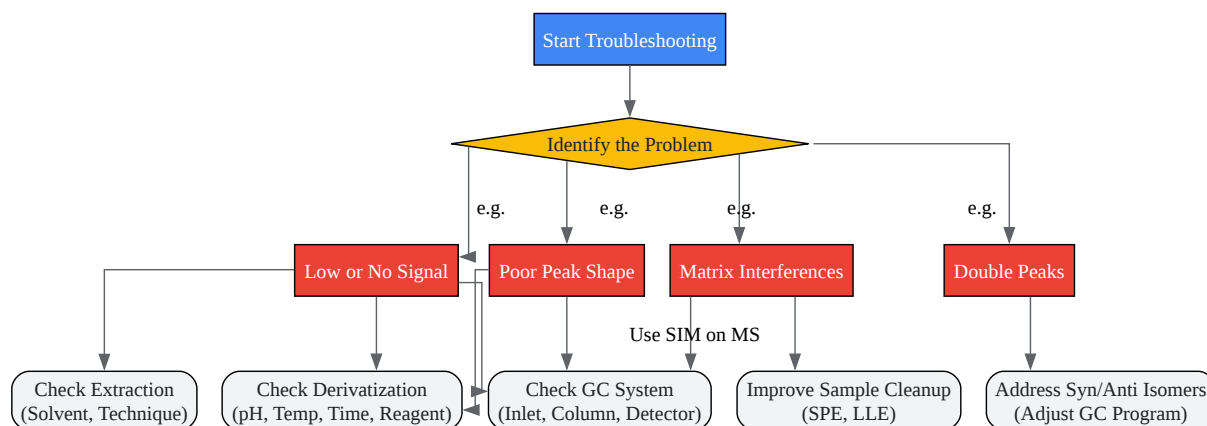 Start Troubleshooting
Identify the Problem
e.g.
e.g.
e.g.
e.g.
Low or No Signal
Poor Peak Shape
Matrix Interferences
Double Peaks
Use SIM on MS
Check Extraction
(Solvent, Technique)
Check Derivatization
(pH, Temp, Time, Reagent)
Check GC System
(Inlet, Column, Detector)
Improve Sample Cleanup
(SPE, LLE)
Address Syn/Anti Isomers
(Adjust GC Program)